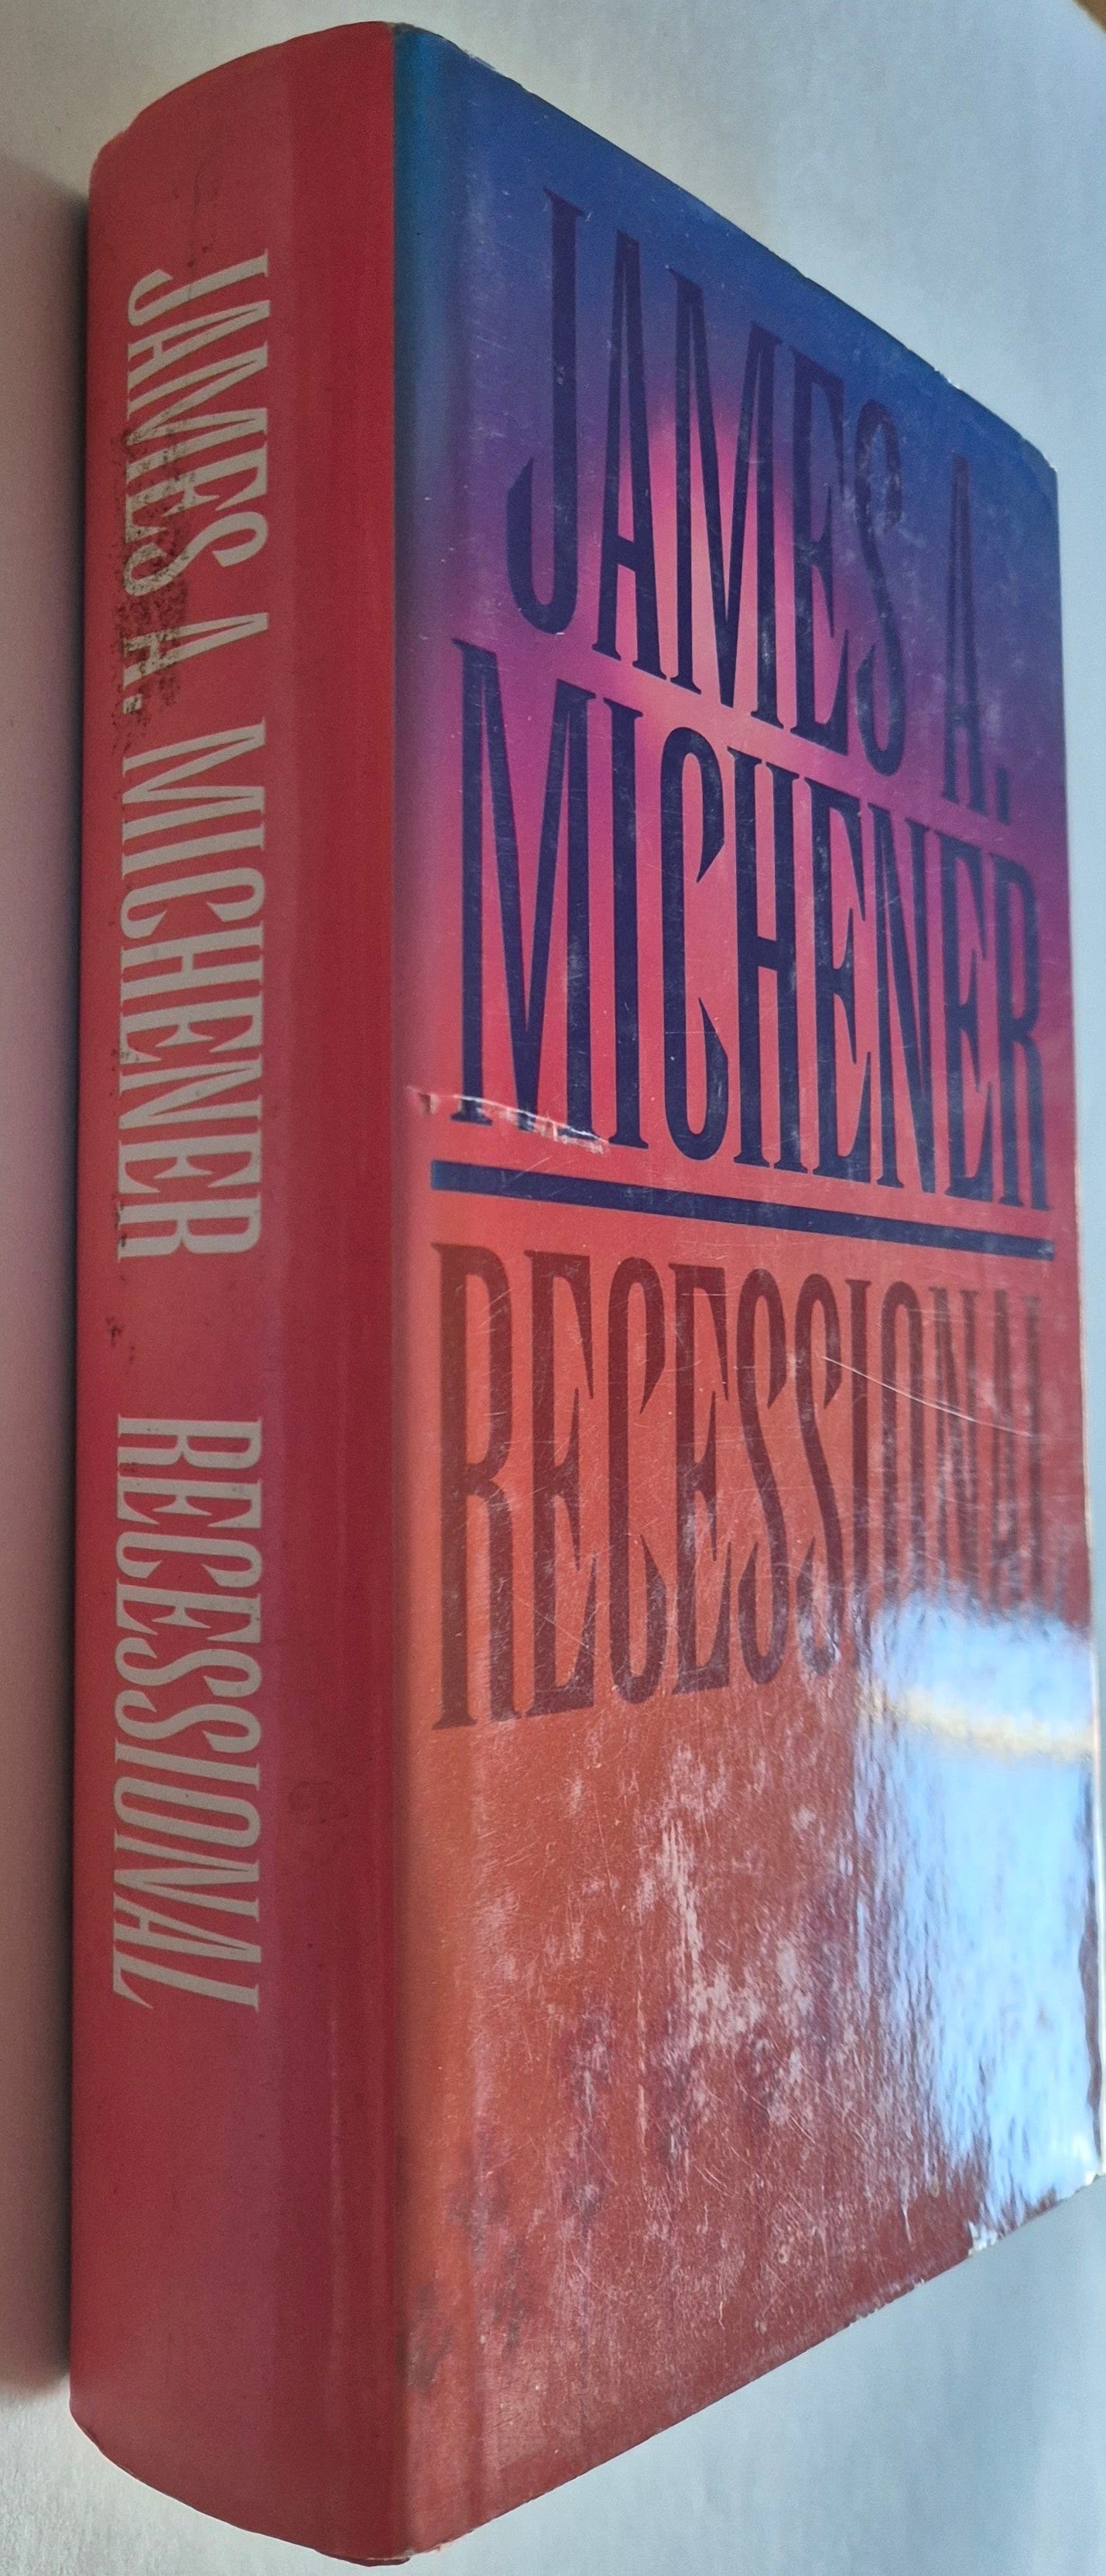 JAMES A. MICHENER RECESSIONAL
JAMES A.
MICHENER
RECESSIONAL